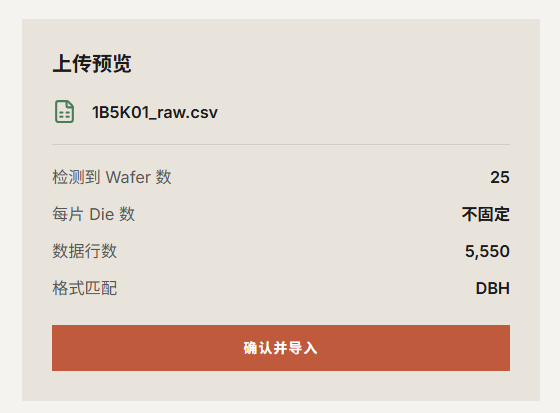 上传预览
1B5K01_raw.csv
检测到 Wafer 数 25
每片 Die 数 不固定
数据行数 5,550
格式匹配 DBH
确认并导入